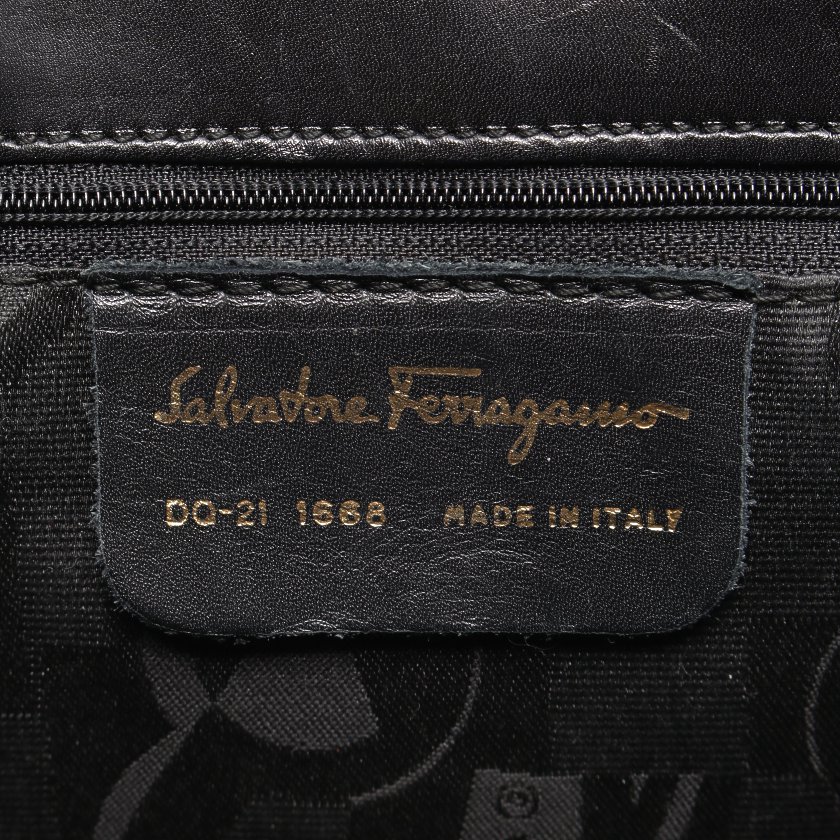 Salvatore Ferragamo
DQ-21 1668 MADE IN ITALY
®